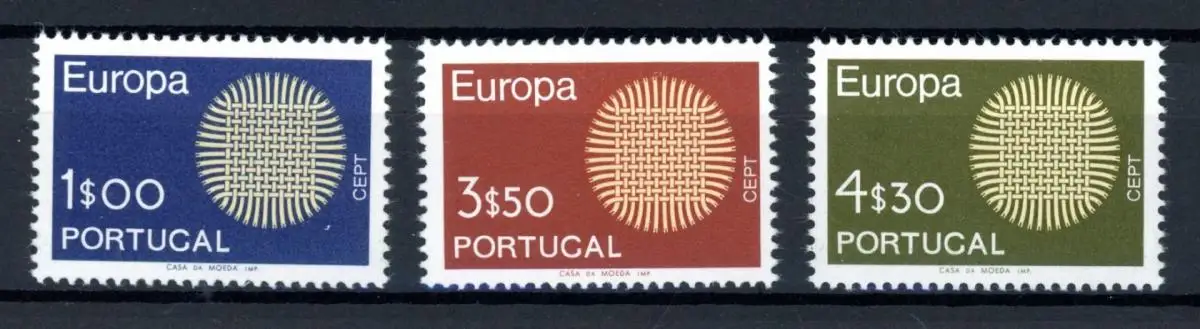 Europa
CEPT
1$00
PORTUGAL
CASA DA MOEDA IMP.
Europa
CEPT
3$50
PORTUGAL
CASA DA MOEDA IMP.
Europa
CEPT
4$30
PORTUGAL
CASA DA MOEDA IMP.